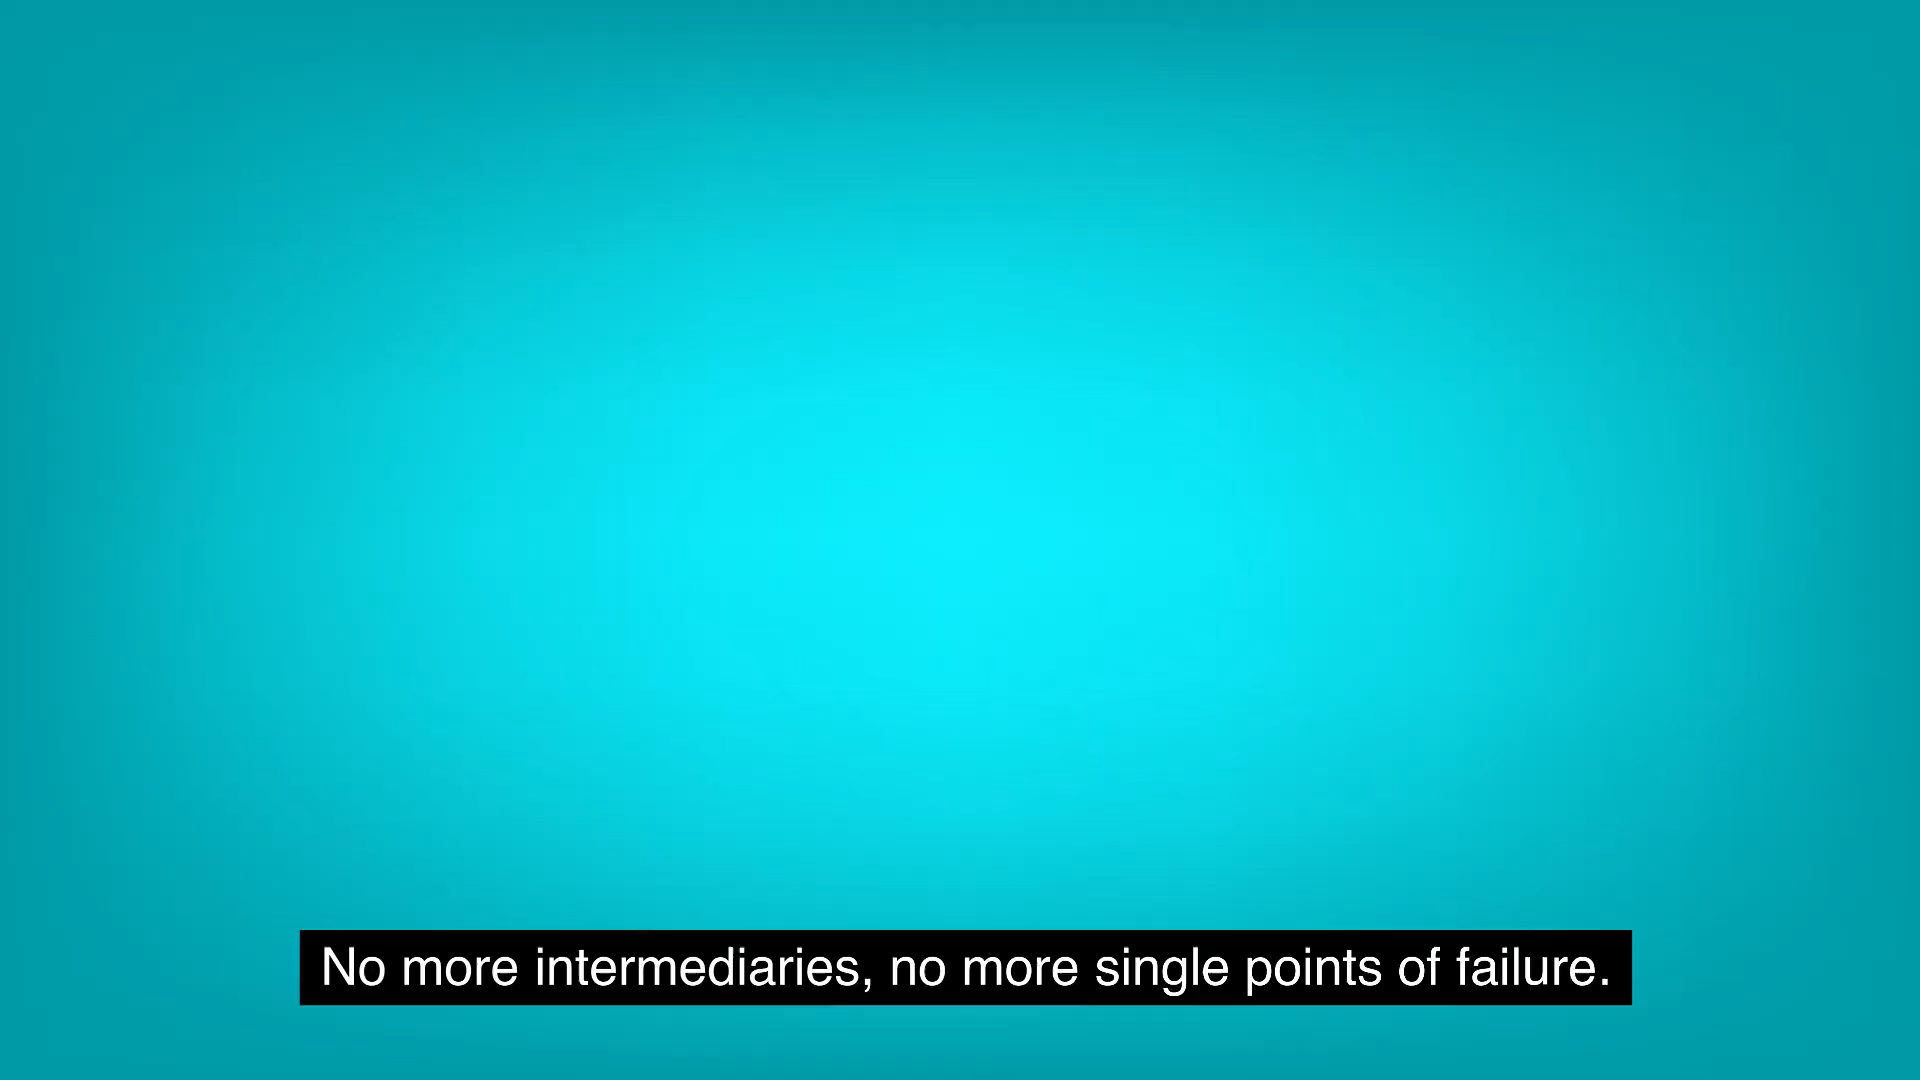 No more intermediaries, no more single points of failure.